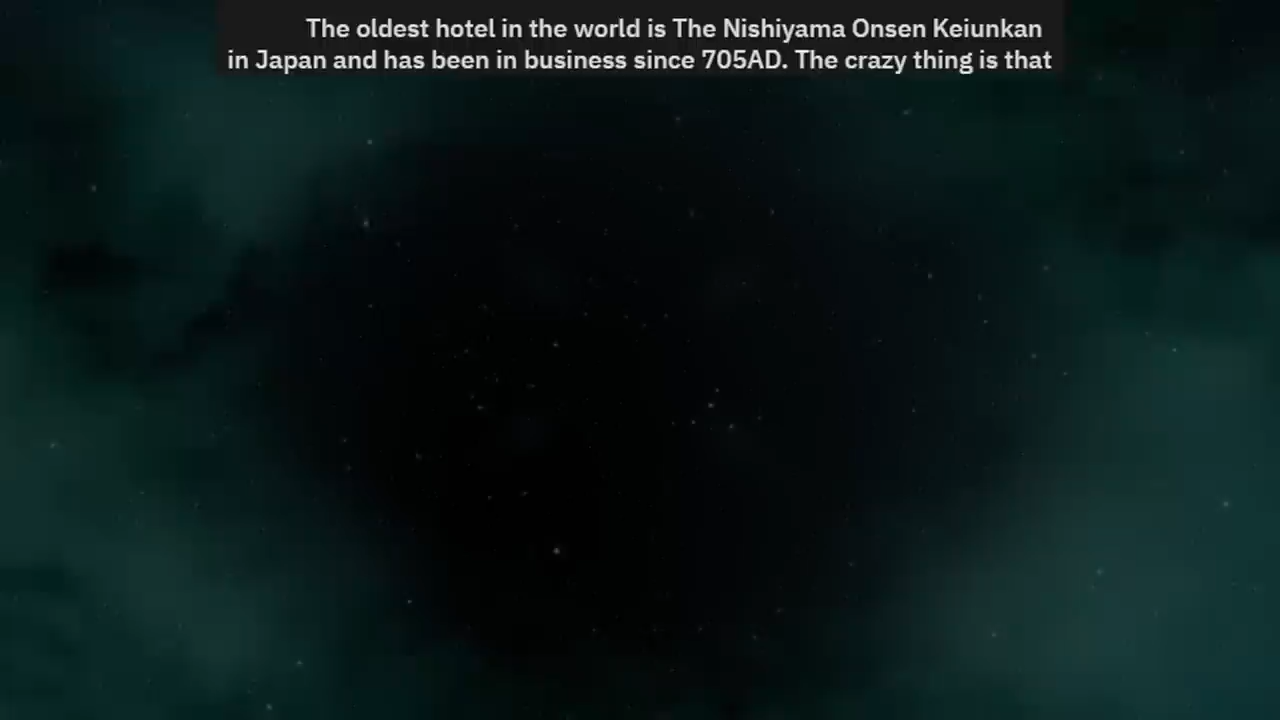 The oldest hotel in the world is The Nishiyama Onsen Keiunkan
in Japan and has been in business since 705AD. The crazy thing is that